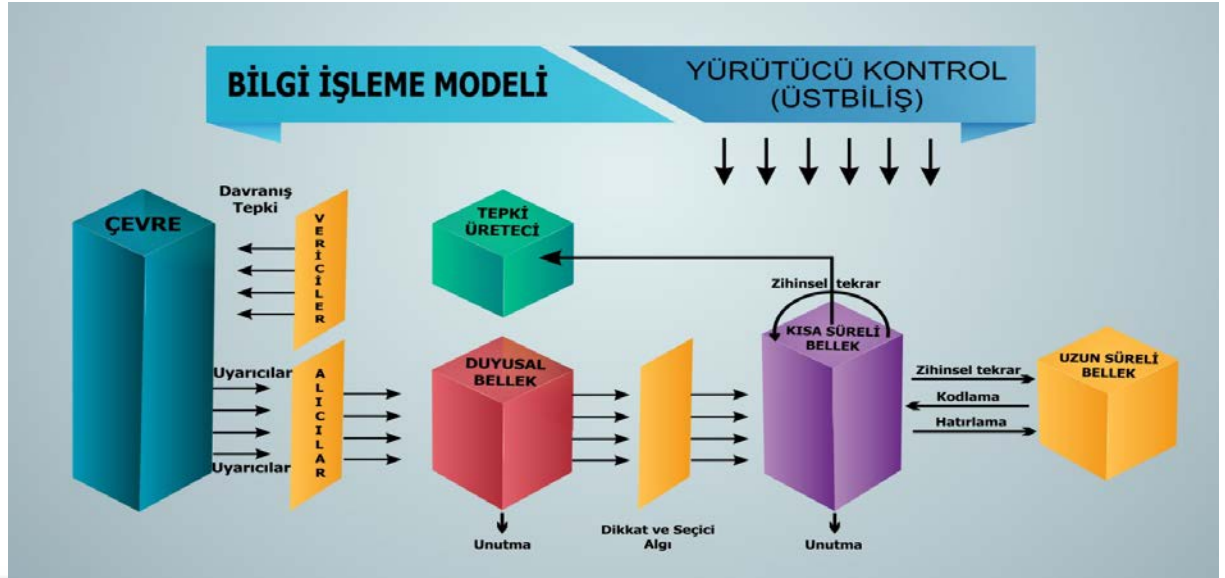 BİLGİ İŞLEME MODELİ
YÜRÜTÜCÜ KONTROL
(ÜSTBİLİŞ)
Davranış
Tepki
ÇEVRE
VERİCİLER
TEPKİ
ÜRETECİ
Zihinsel tekrar
KISA SÜRELİ
BELLEK
Uyarıcılar
ALICILAR
Uyarıcılar
DUYUSAL
BELLEK
Zihinsel tekrar
Kodlama
Hatırlama
UZUN SÜRELİ
BELLEK
Unutma
Dikkat ve Seçici
Algı
Unutma